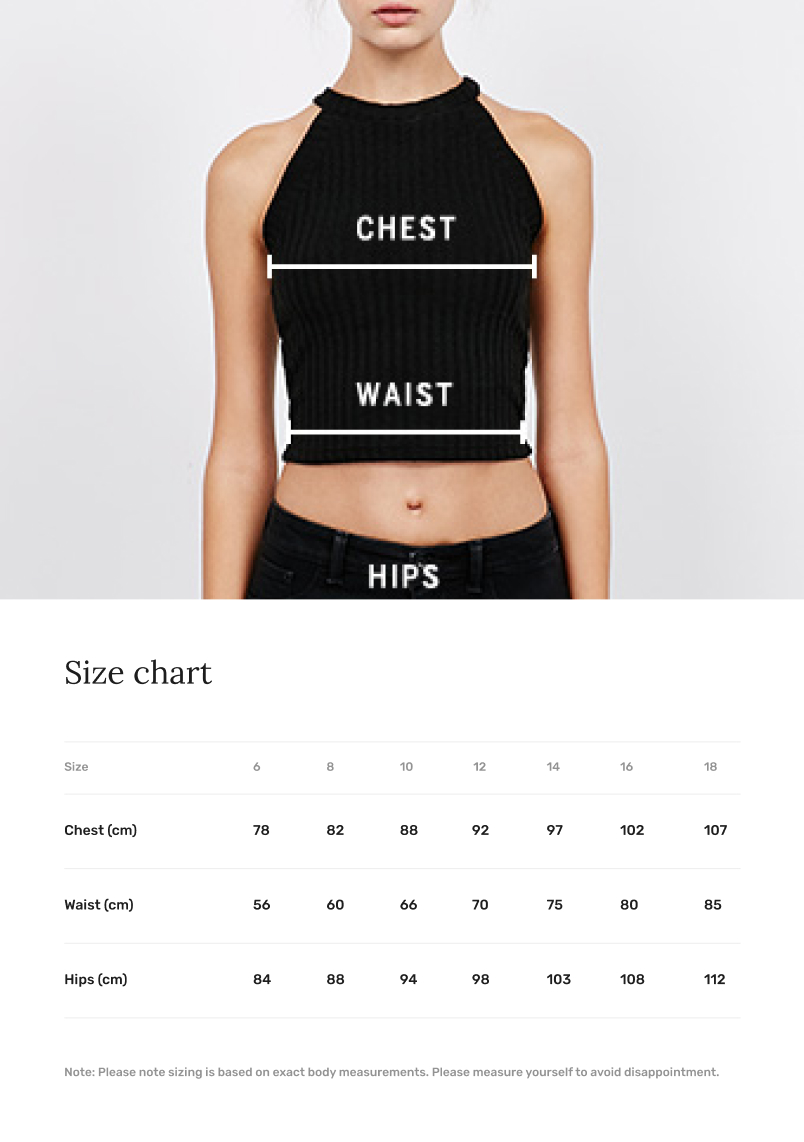 CHEST
WAIST
HIPS
Size chart
Size 6 8 10 12 14 16 18
Chest (cm) 78 82 88 92 97 102 107
Waist (cm) 56 60 66 70 75 80 85
Hips (cm) 84 88 94 98 103 108 112
Note: Please note sizing is based on exact body measurements. Please measure yourself to avoid disappointment.